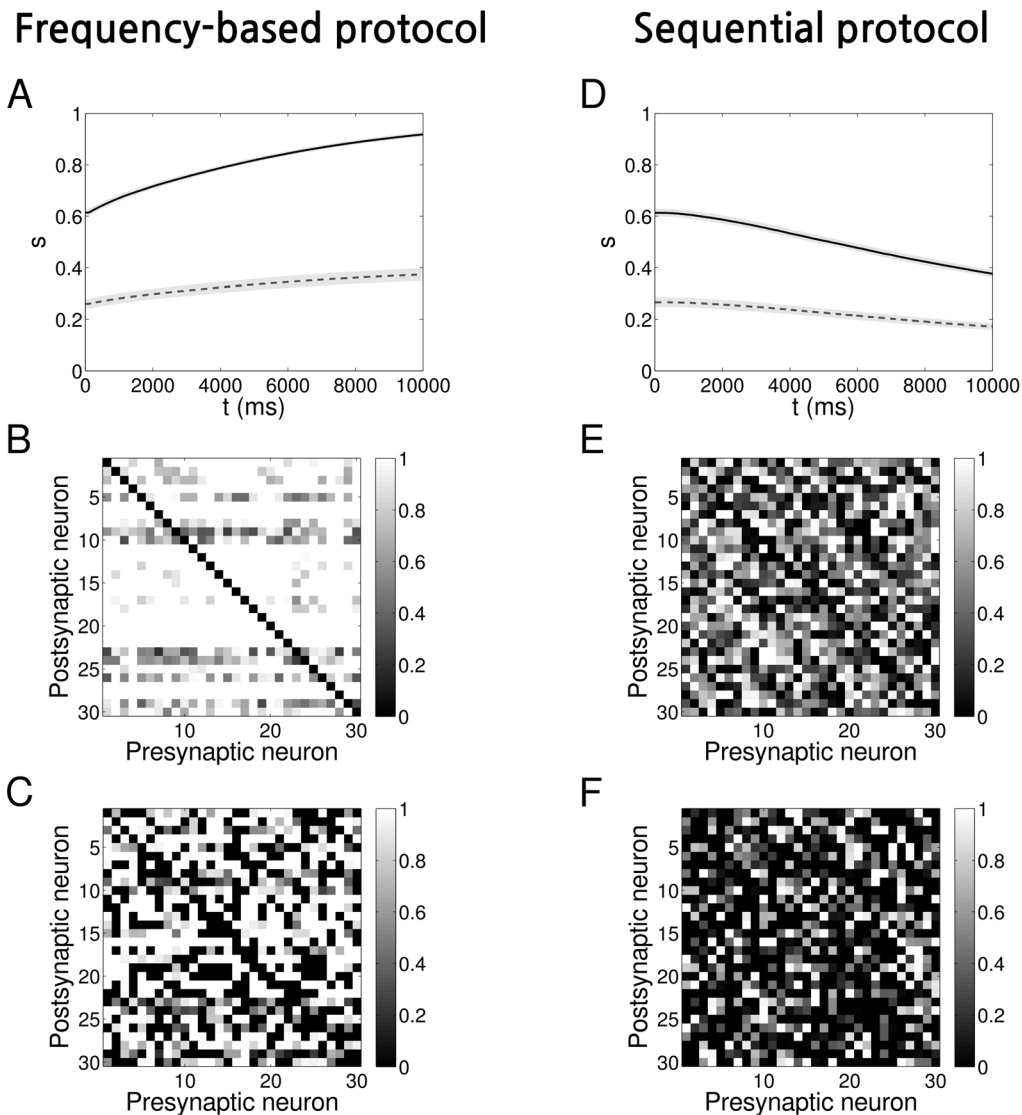 Frequency-based protocol
Sequential protocol
A
1
0.8
0.6
0.4
0.2
0
s
0 2000 4000 6000 8000 10000
t (ms)
D
1
0.8
0.6
0.4
0.2
0
s
0 2000 4000 6000 8000 10000
t (ms)
B
Postsynaptic neuron
5
10
15
20
25
30
10 20 30
Presynaptic neuron
1
0.8
0.6
0.4
0.2
0
E
Postsynaptic neuron
5
10
15
20
25
30
10 20 30
Presynaptic neuron
1
0.8
0.6
0.4
0.2
0
C
Postsynaptic neuron
5
10
15
20
25
30
10 20 30
Presynaptic neuron
1
0.8
0.6
0.4
0.2
0
F
Postsynaptic neuron
5
10
15
20
25
30
10 20 30
Presynaptic neuron
1
0.8
0.6
0.4
0.2
0